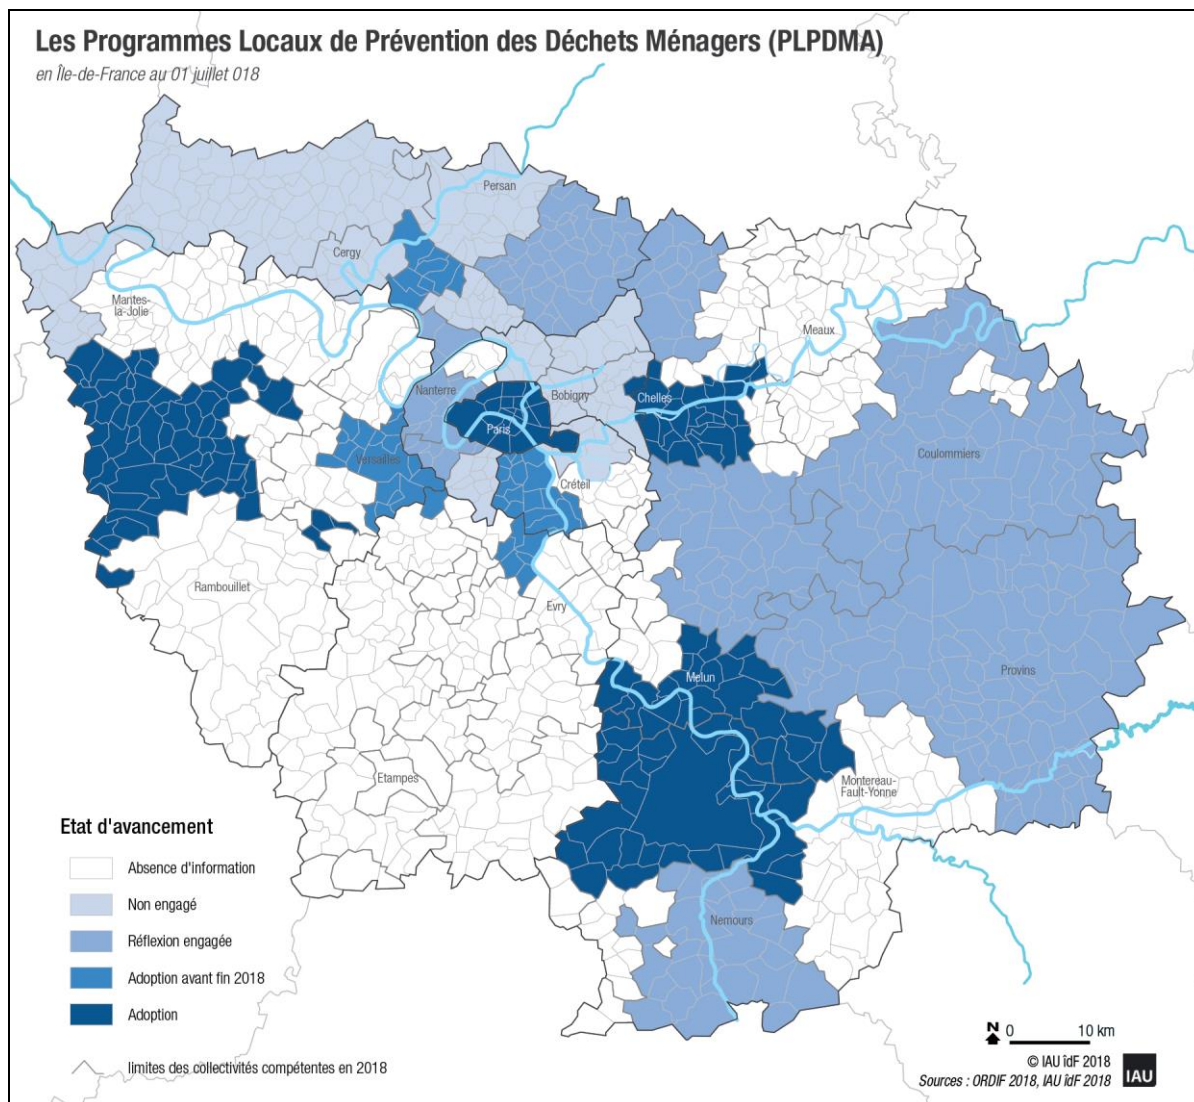 Les Programmes Locaux de Prévention des Déchets Ménagers (PLPDMA)
en Île-de-France au 01 juillet 018
Persan
Cergy
Mantes-
la-Jolie
Meaux
Nanterre
Bobigny
Chelles
Paris
Versailles
Coulommiers
Créteil
Rambouillet
Evry
Melun
Provins
Etampes
Montereau-
Fault-Yonne
Nemours
Etat d'avancement
Absence d'information
Non engagé
Réflexion engagée
Adoption avant fin 2018
Adoption
limites des collectivités compétentes en 2018
N 0 10 km
© IAU îdF 2018
Sources : ORDIF 2018, IAU îdF 2018
IAU